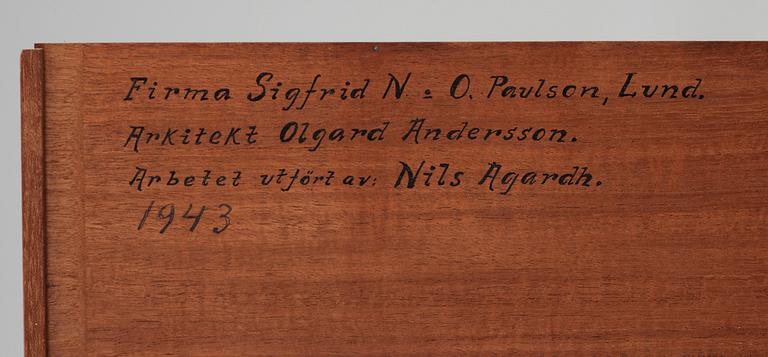 Firma Sigfrid N : O. Paulson, Lund.
Arkitekt Olgard Andersson.
Arbetet utfört av: Nils Agardh.
1943